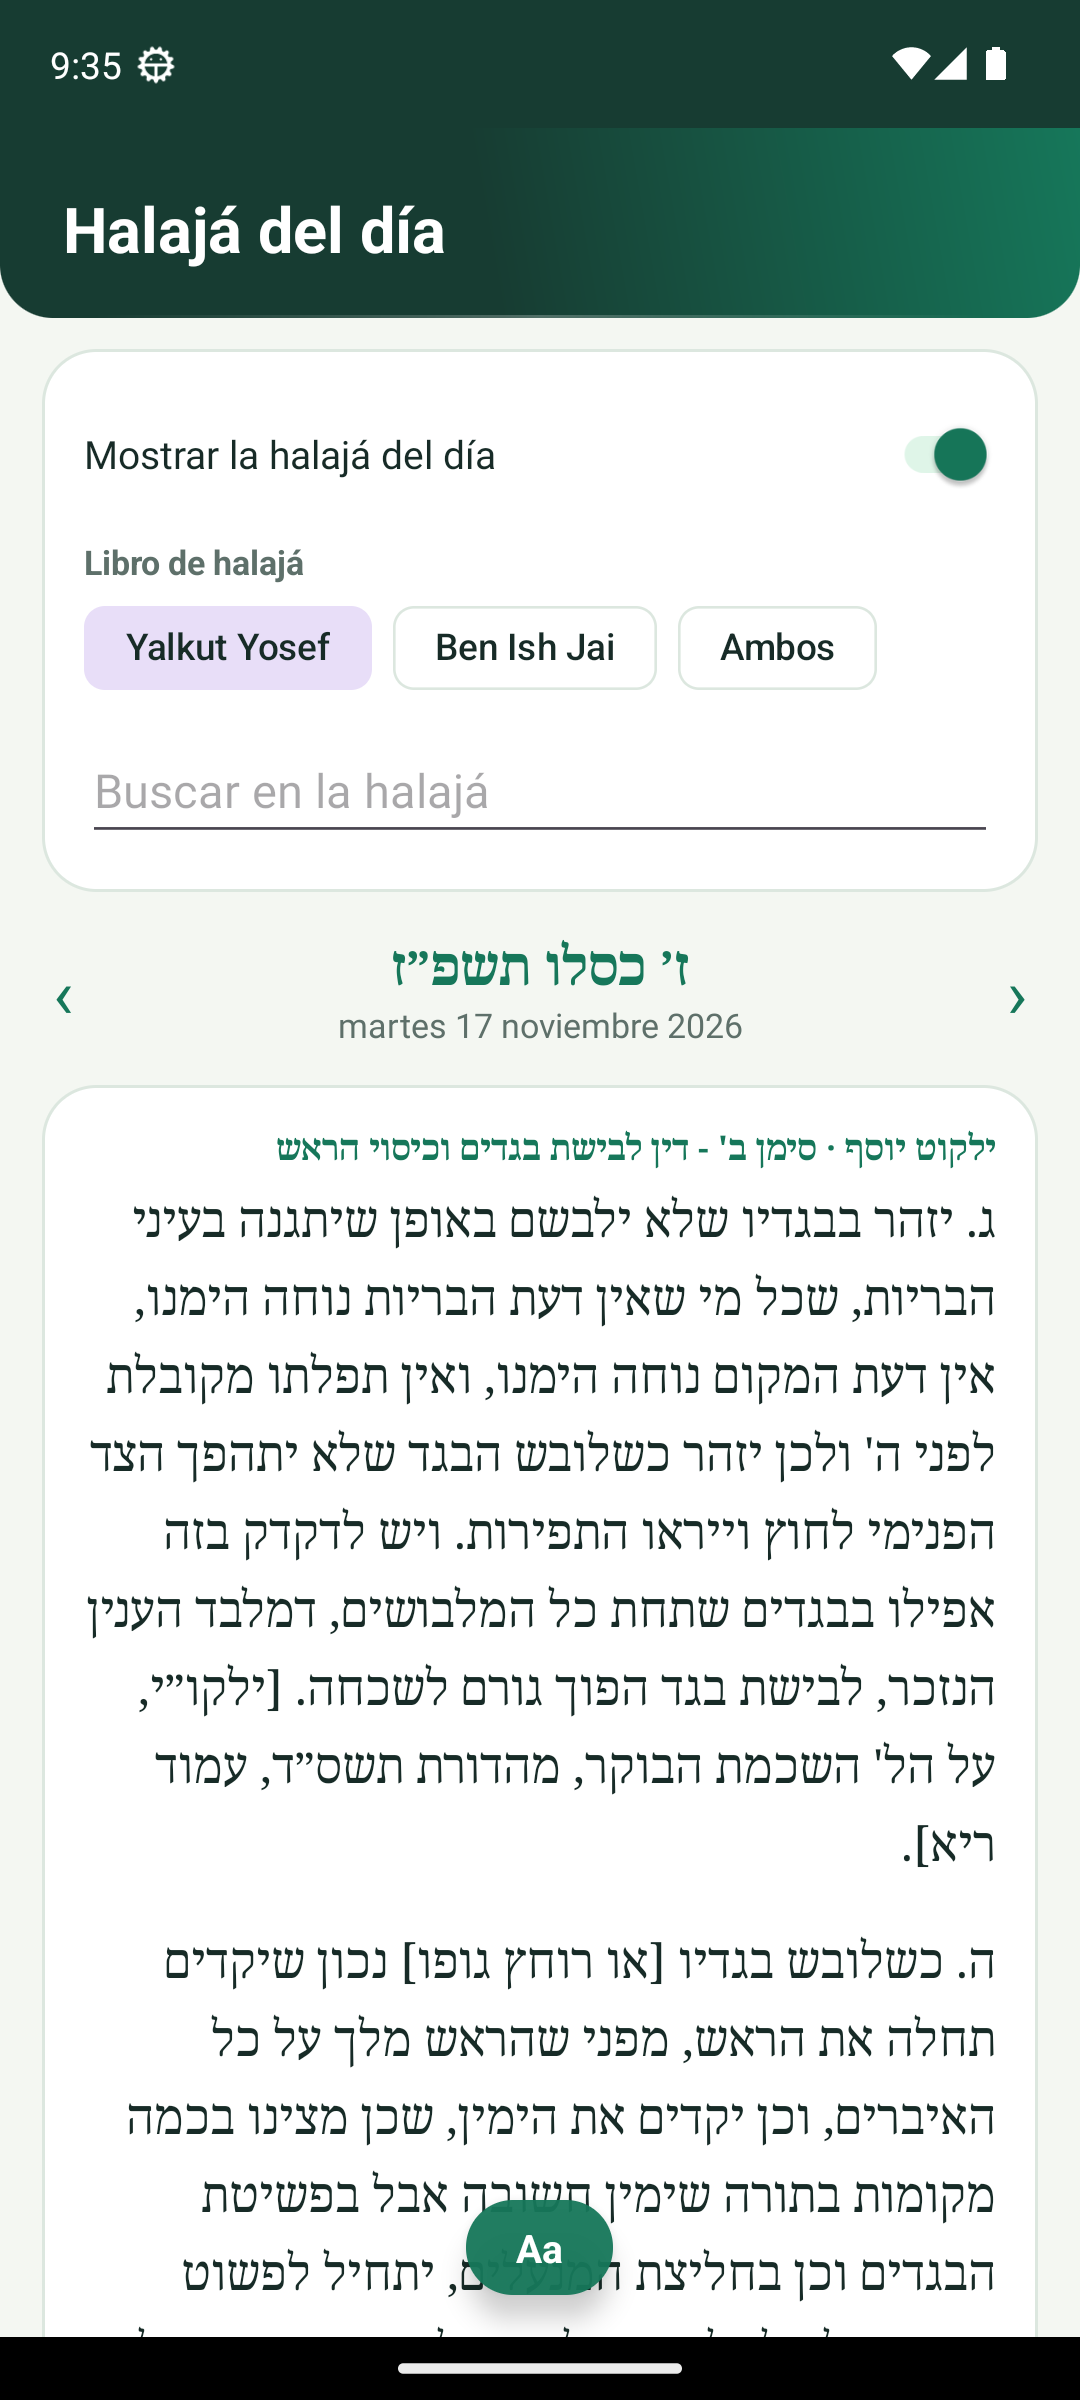 9:35
Halajá del día
Mostrar la halajá del día
Libro de halajá
Yalkut Yosef
Ben Ish Jai
Ambos
Buscar en la halajá
ז׳ כסלו תשפ״ז
‹
›
martes 17 noviembre 2026
ילקוט יוסף · סימן ב' - דין לבישת בגדים וכיסוי הראש
ג. יזהר בבגדיו שלא ילבשם באופן שיתגנה בעיני
הבריות, שכל מי שאין דעת הבריות נוחה הימנו,
אין דעת המקום נוחה הימנו, ואין תפלתו מקובלת
לפני ה' ולכן יזהר כשלובש הבגד שלא יתהפך הצד
הפנימי לחוץ וייראו התפירות. ויש לדקדק בזה
אפילו בבגדים שתחת כל המלבושים, דמלבד הענין
הנזכר, לבישת בגד הפוך גורם לשכחה. [ילקו״י,
על הל' השכמת הבוקר, מהדורת תשס״ד, עמוד
ריא].
ה. כשלובש בגדיו [או רוחץ גופו] נכון שיקדים
תחלה את הראש, מפני שהראש מלך על כל
האיברים, וכן יקדים את הימין, שכן מצינו בכמה
מקומות בתורה שימין חשובה אבל בפשיטת
הבגדים וכן בחליצת המנעלים, יתחיל לפשוט
Aa